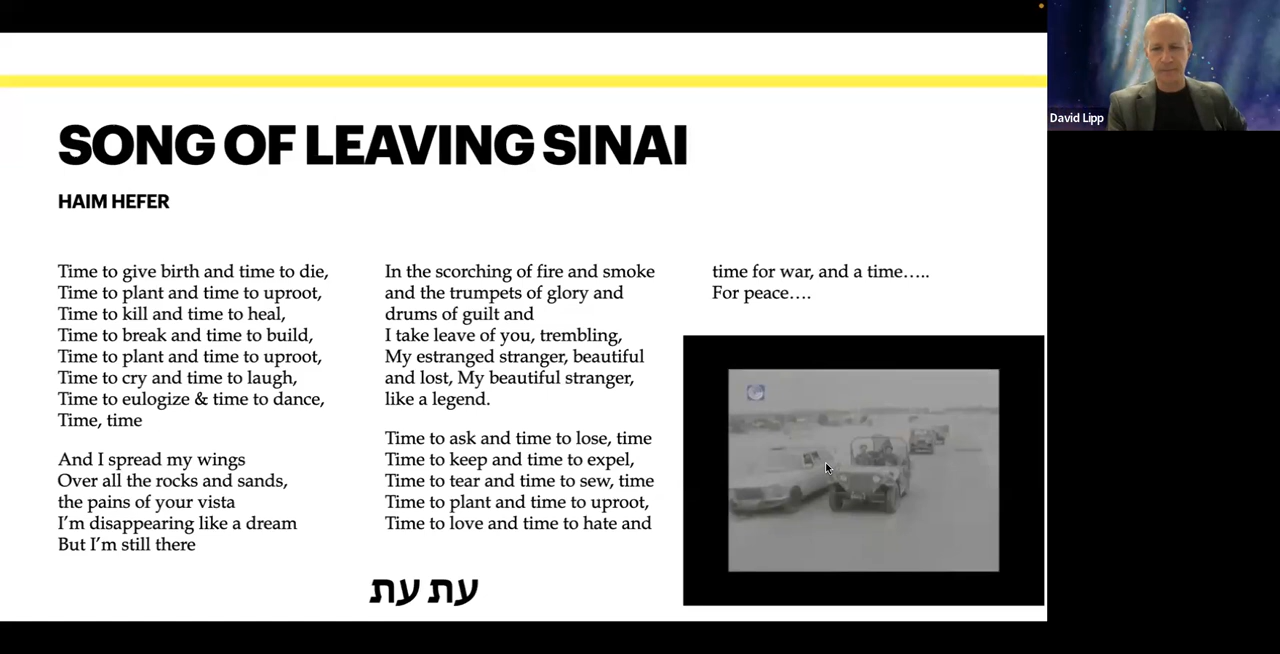 SONG OF LEAVING SINAI
HAIM HEFER
Time to give birth and time to die,
Time to plant and time to uproot,
Time to kill and time to heal,
Time to break and time to build,
Time to plant and time to uproot,
Time to cry and time to laugh,
Time to eulogize & time to dance,
Time, time
And I spread my wings
Over all the rocks and sands,
the pains of your vista
I’m disappearing like a dream
But I’m still there
In the scorching of fire and smoke
and the trumpets of glory and
drums of guilt and
I take leave of you, trembling,
My estranged stranger, beautiful
and lost, My beautiful stranger,
like a legend.
Time to ask and time to lose, time
Time to keep and time to expel,
Time to tear and time to sew, time
Time to plant and time to uproot,
Time to love and time to hate and
time for war, and a time…..
For peace….
עת עת
David Lipp